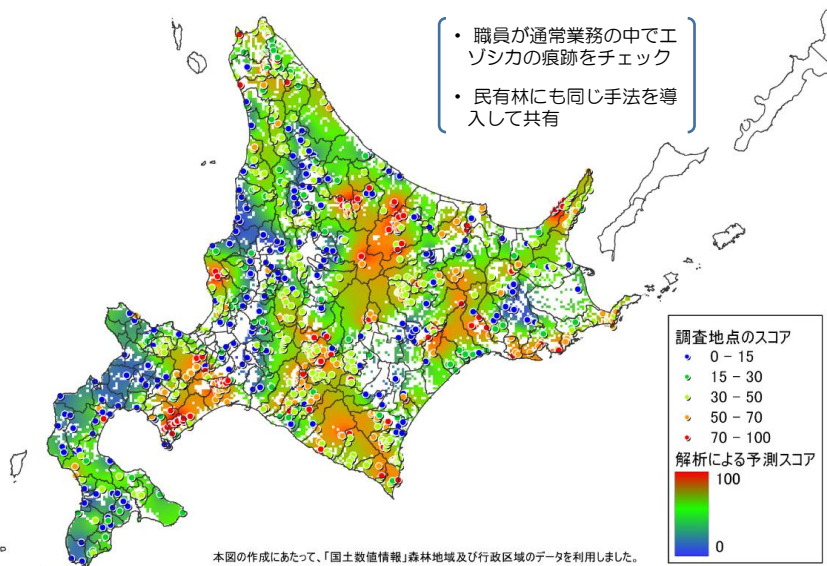 ・ 職員が通常業務の中でエ
ゾシカの痕跡をチェック
・ 民有林にも同じ手法を導
入して共有
調査地点のスコア
0 − 15
15 − 30
30 − 50
50 − 70
70 − 100
解析による予測スコア
100
0
本図の作成にあたって、「国土数値情報」森林地域及び行政区域のデータを利用しました。